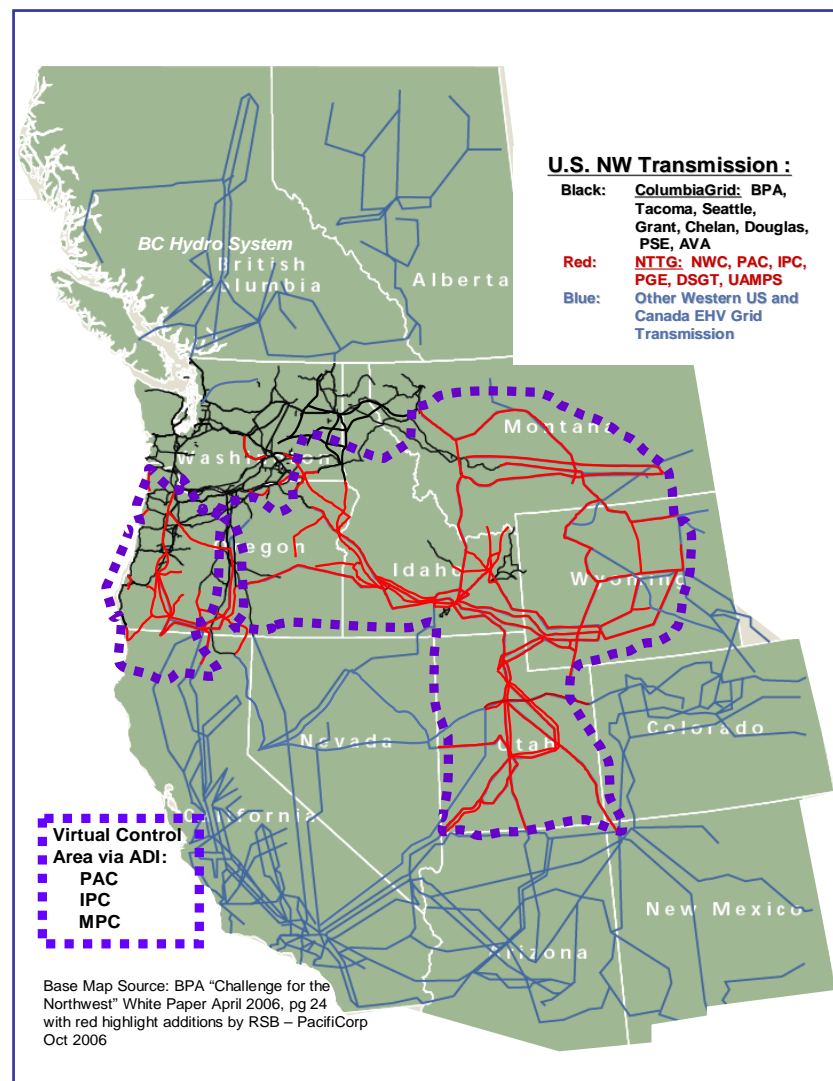 U.S. NW Transmission :
Black: ColumbiaGrid: BPA,
Tacoma, Seattle,
Grant, Chelan, Douglas,
PSE, AVA
Red: NTTG: NWC, PAC, IPC,
PGE, DSGT, UAMPS
Blue: Other Western US and
Canada EHV Grid
Transmission
BC Hydro System
British
Columbia
Alberta
Washington
Montana
Oregon
Idaho
Wyoming
Nevada
Utah
Colorado
California
Arizona
New Mexico
Virtual Control
Area via ADI:
PAC
IPC
MPC
Base Map Source: BPA “Challenge for the
Northwest” White Paper April 2006, pg 24
with red highlight additions by RSB – PacifiCorp
Oct 2006